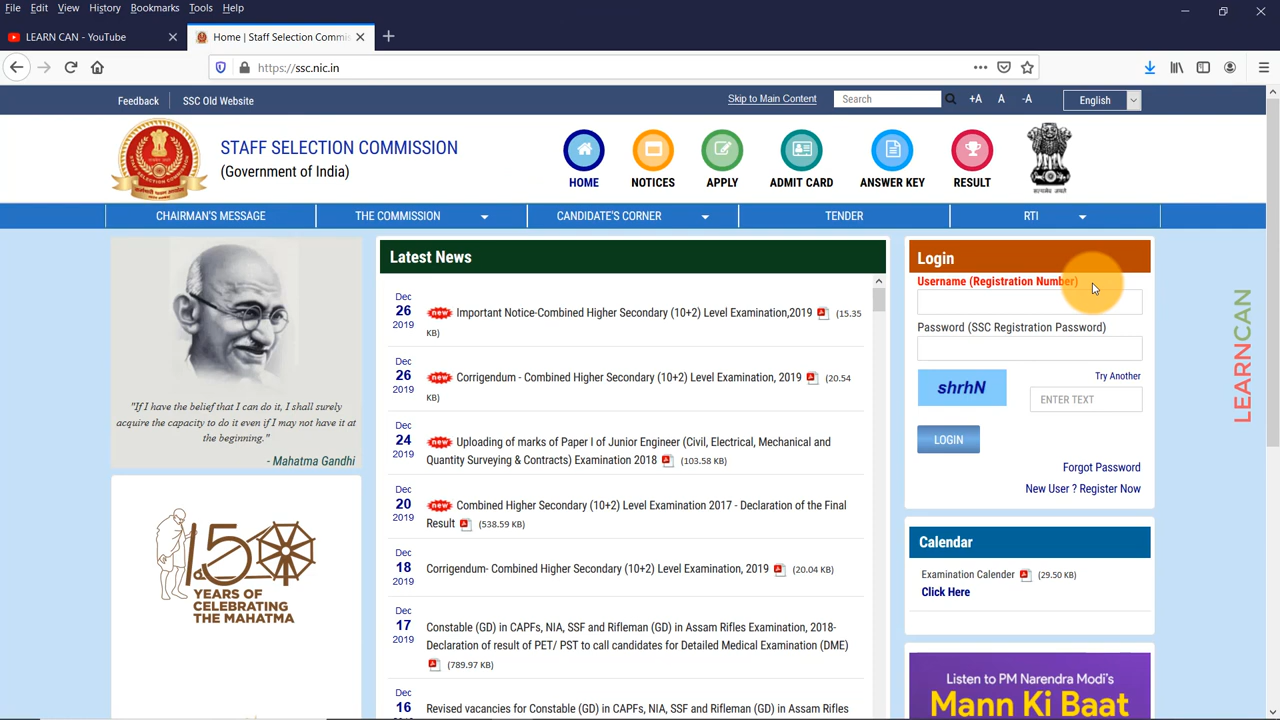 File Edit View History Bookmarks Tools Help
LEARN CAN - YouTube
Home | Staff Selection Commis
https://ssc.nic.in
Feedback
SSC Old Website
Skip to Main Content
Search
+A A -A
English
STAFF SELECTION COMMISSION
(Government of India)
HOME
NOTICES
APPLY
ADMIT CARD
ANSWER KEY
RESULT
सत्यमेव जयते
CHAIRMAN'S MESSAGE
THE COMMISSION
CANDIDATE'S CORNER
TENDER
RTI
"If I have the belief that I can do it, I shall surely
acquire the capacity to do it even if I may not have it at
the beginning."
- Mahatma Gandhi
150
YEARS OF
CELEBRATING
THE MAHATMA
Latest News
Dec
26
2019
new Important Notice-Combined Higher Secondary (10+2) Level Examination,2019 (15.35
KB)
Dec
26
2019
new Corrigendum - Combined Higher Secondary (10+2) Level Examination, 2019 (20.54
KB)
Dec
24
2019
new Uploading of marks of Paper I of Junior Engineer (Civil, Electrical, Mechanical and
Quantity Surveying & Contracts) Examination 2018 (103.58 KB)
Dec
20
2019
new Combined Higher Secondary (10+2) Level Examination 2017 - Declaration of the Final
Result (538.59 KB)
Dec
18
2019
Corrigendum- Combined Higher Secondary (10+2) Level Examination, 2019 (20.04 KB)
Dec
17
2019
Constable (GD) in CAPFs, NIA, SSF and Rifleman (GD) in Assam Rifles Examination, 2018-
Declaration of result of PET/ PST to call candidates for Detailed Medical Examination (DME)
(789.97 KB)
Dec
16
Revised vacancies for Constable (GD) in CAPFs, NIA, SSF and Rifleman (GD) in Assam Rifles
Login
Username (Registration Number)
Password (SSC Registration Password)
shrhN
Try Another
ENTER TEXT
LOGIN
Forgot Password
New User ? Register Now
Calendar
Examination Calender (29.50 KB)
Click Here
Listen to PM Narendra Modi's
Mann Ki Baat
LEARNCAN